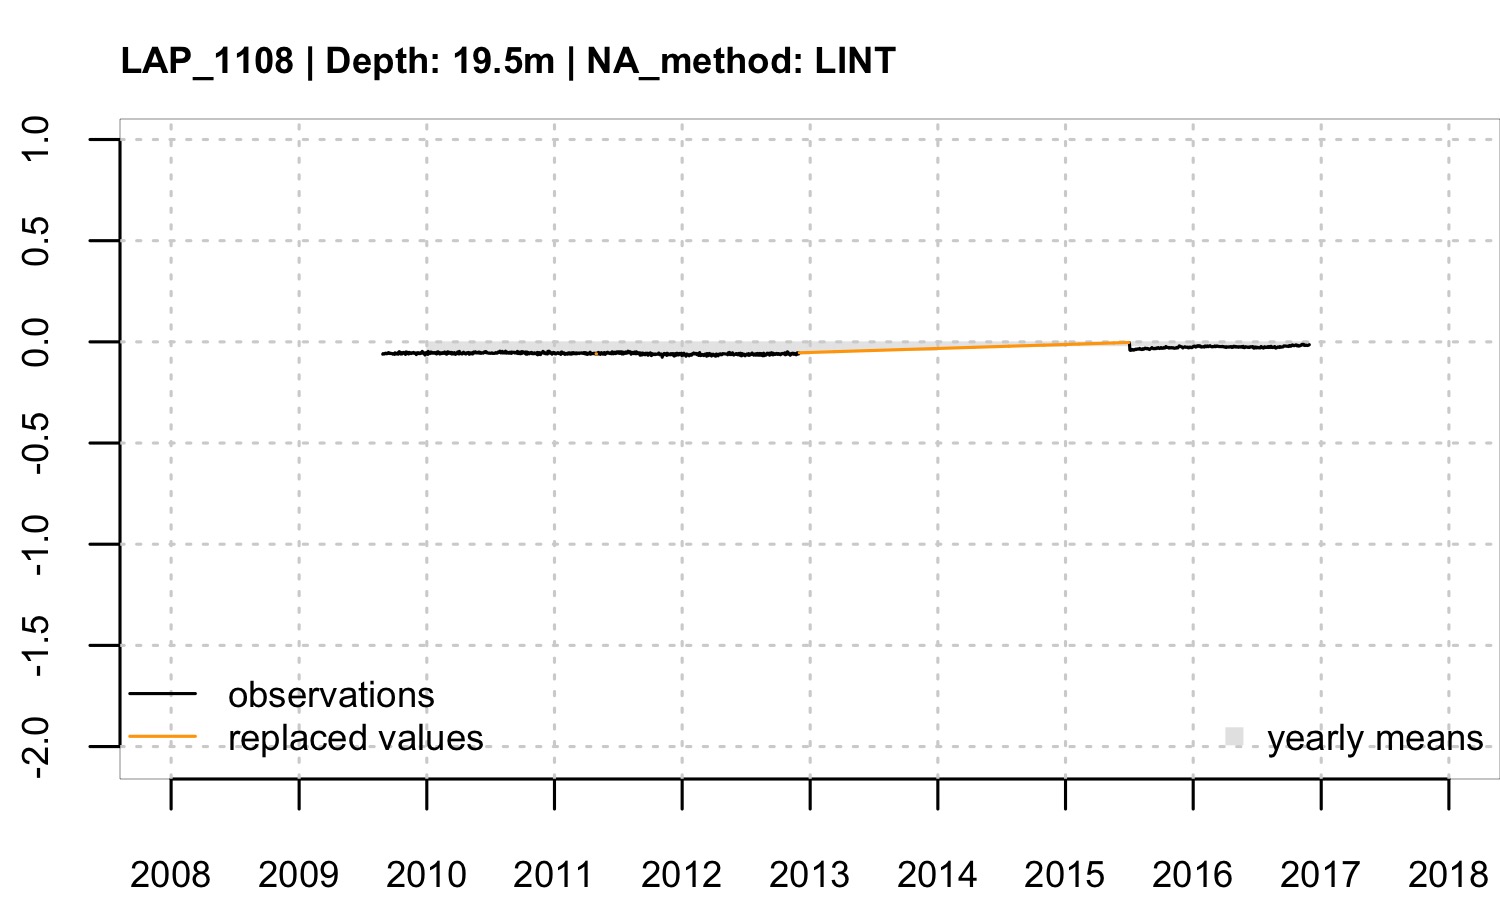 LAP_1108 | Depth: 19.5m | NA_method: LINT
1.0
0.5
0.0
-0.5
-1.0
-1.5
-2.0
observations
replaced values
yearly means
2008 2009 2010 2011 2012 2013 2014 2015 2016 2017 2018